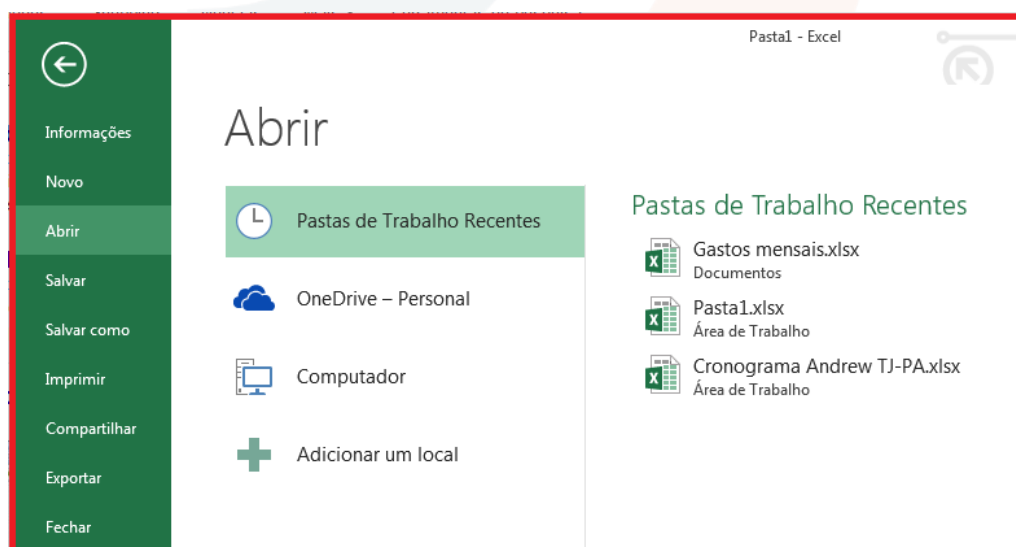 Pasta1 - Excel
Informações
Novo
Abrir
Salvar
Salvar como
Imprimir
Compartilhar
Exportar
Fechar
Abrir
Pastas de Trabalho Recentes
OneDrive – Personal
Computador
Adicionar um local
Pastas de Trabalho Recentes
Gastos mensais.xlsx
Documentos
Pasta1.xlsx
Área de Trabalho
Cronograma Andrew TJ-PA.xlsx
Área de Trabalho